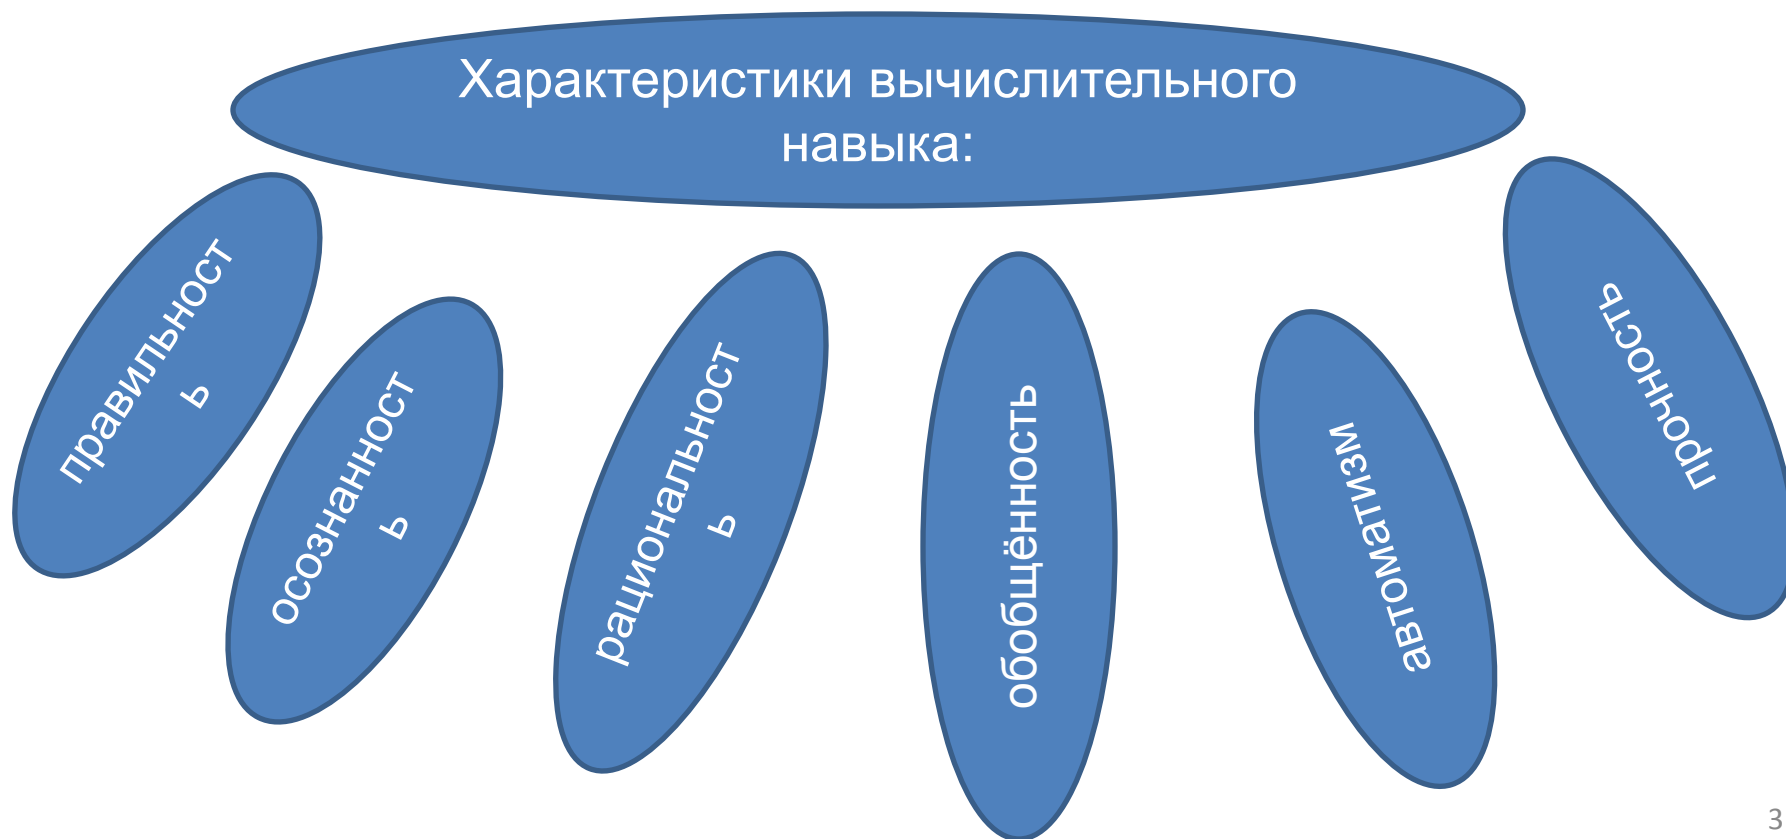 Характеристики вычислительного
навыка:
правильност
ь
осознанност
ь
рациональност
ь
обобщённость
автоматизм
прочность
3